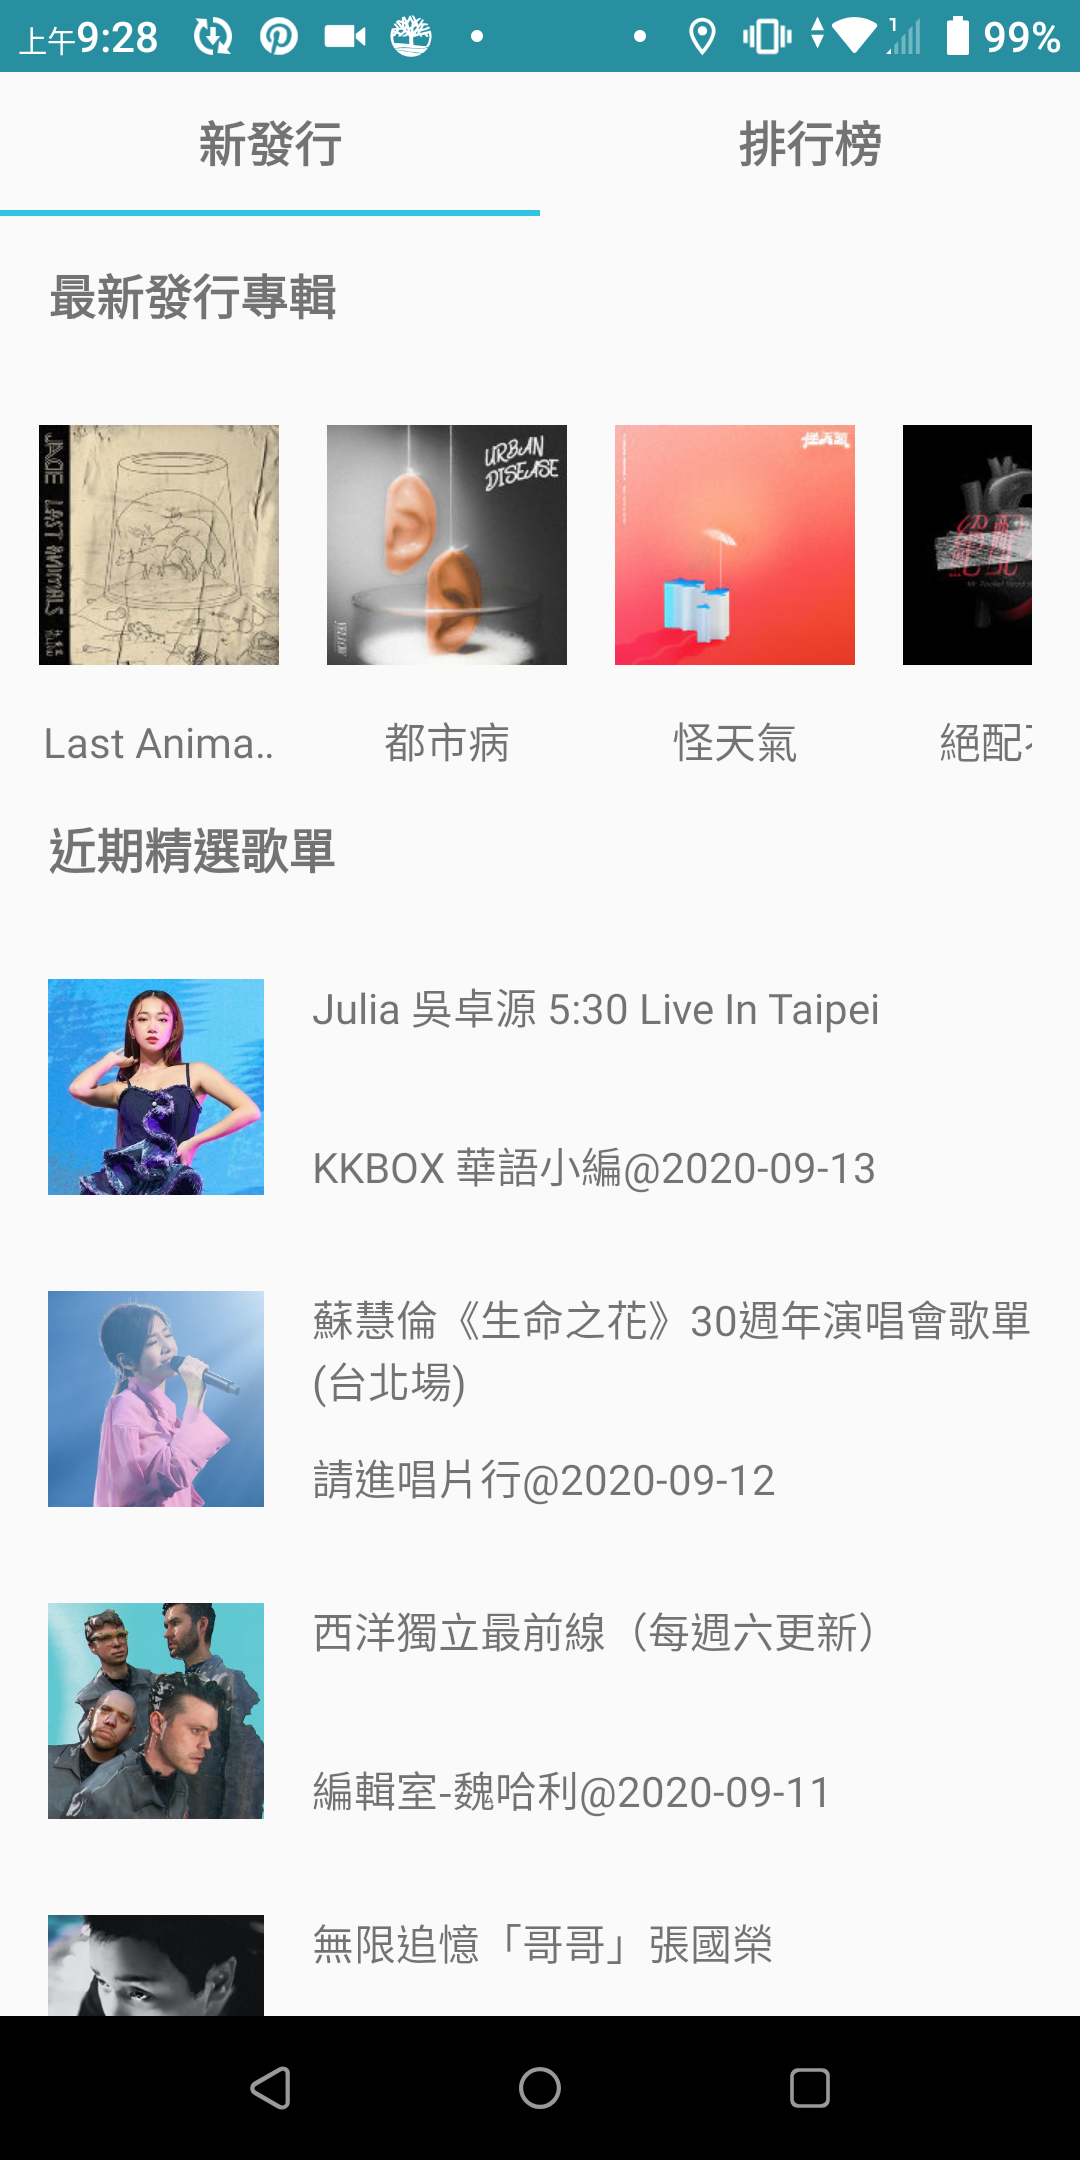 上午9:28
99%
新發行
排行榜
最新發行專輯
JADE LAST ANIMALS
URBAN
DISEASE
怪天氣
絕配
Last Anima..
都市病
怪天氣
絕配不
近期精選歌單
Julia 吳卓源 5:30 Live In Taipei
KKBOX 華語小編@2020-09-13
蘇慧倫《生命之花》30週年演唱會歌單
(台北場)
請進唱片行@2020-09-12
西洋獨立最前線（每週六更新）
編輯室-魏哈利@2020-09-11
無限追憶「哥哥」張國榮